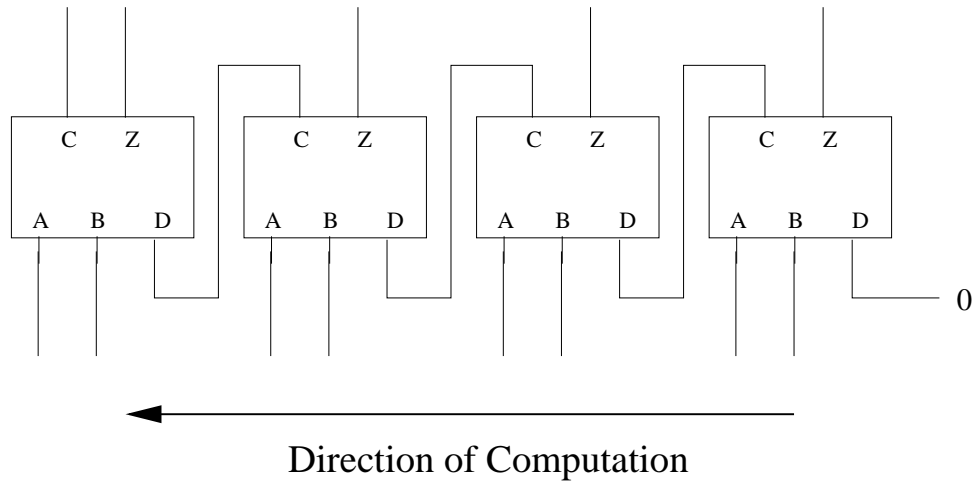 C Z C Z C Z C Z
A B D A B D A B D A B D
0
Direction of Computation